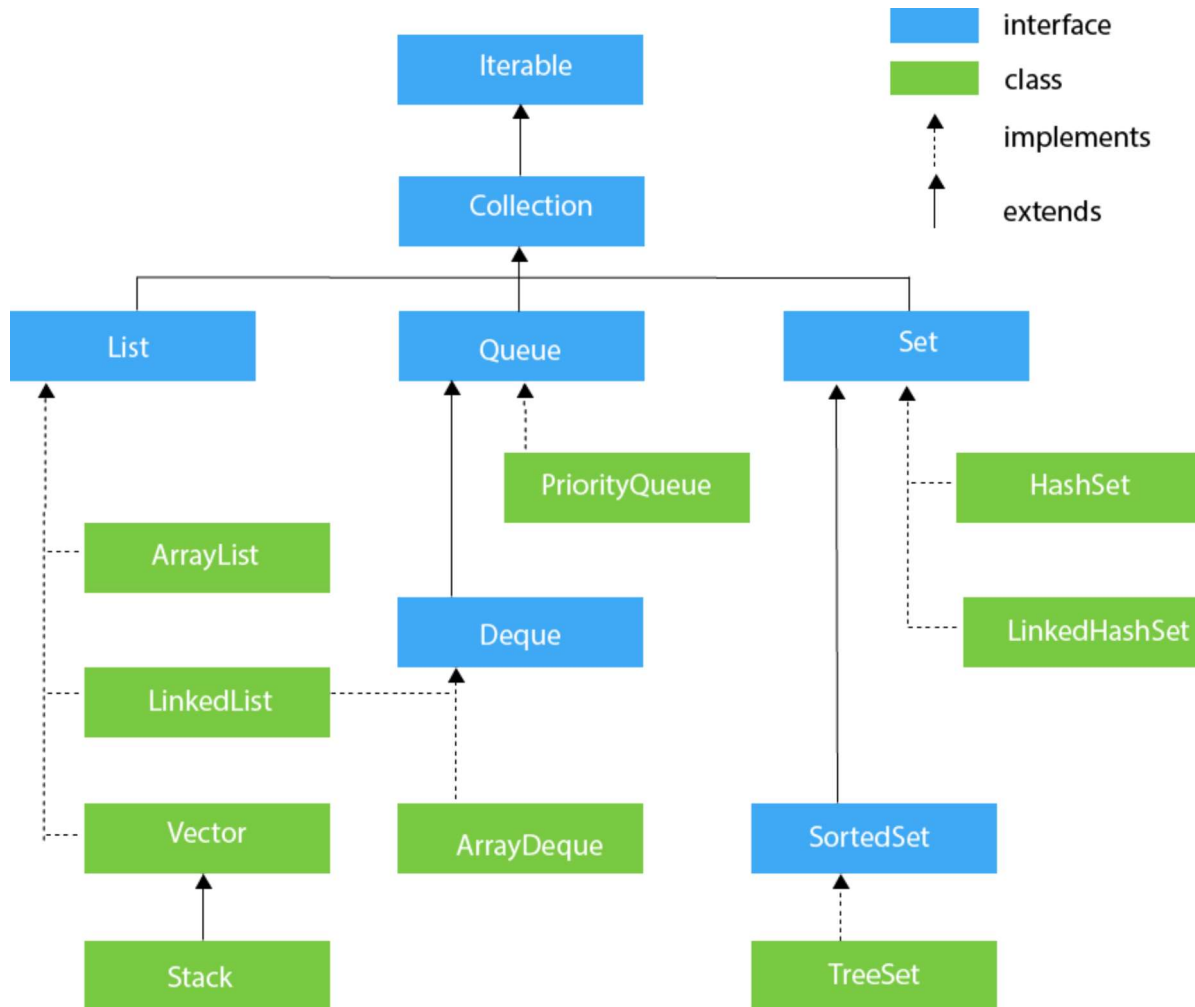 interface
Iterable
class
implements
Collection
extends
List
Queue
Set
PriorityQueue
HashSet
ArrayList
Deque
LinkedHashSet
LinkedList
Vector
ArrayDeque
SortedSet
Stack
TreeSet